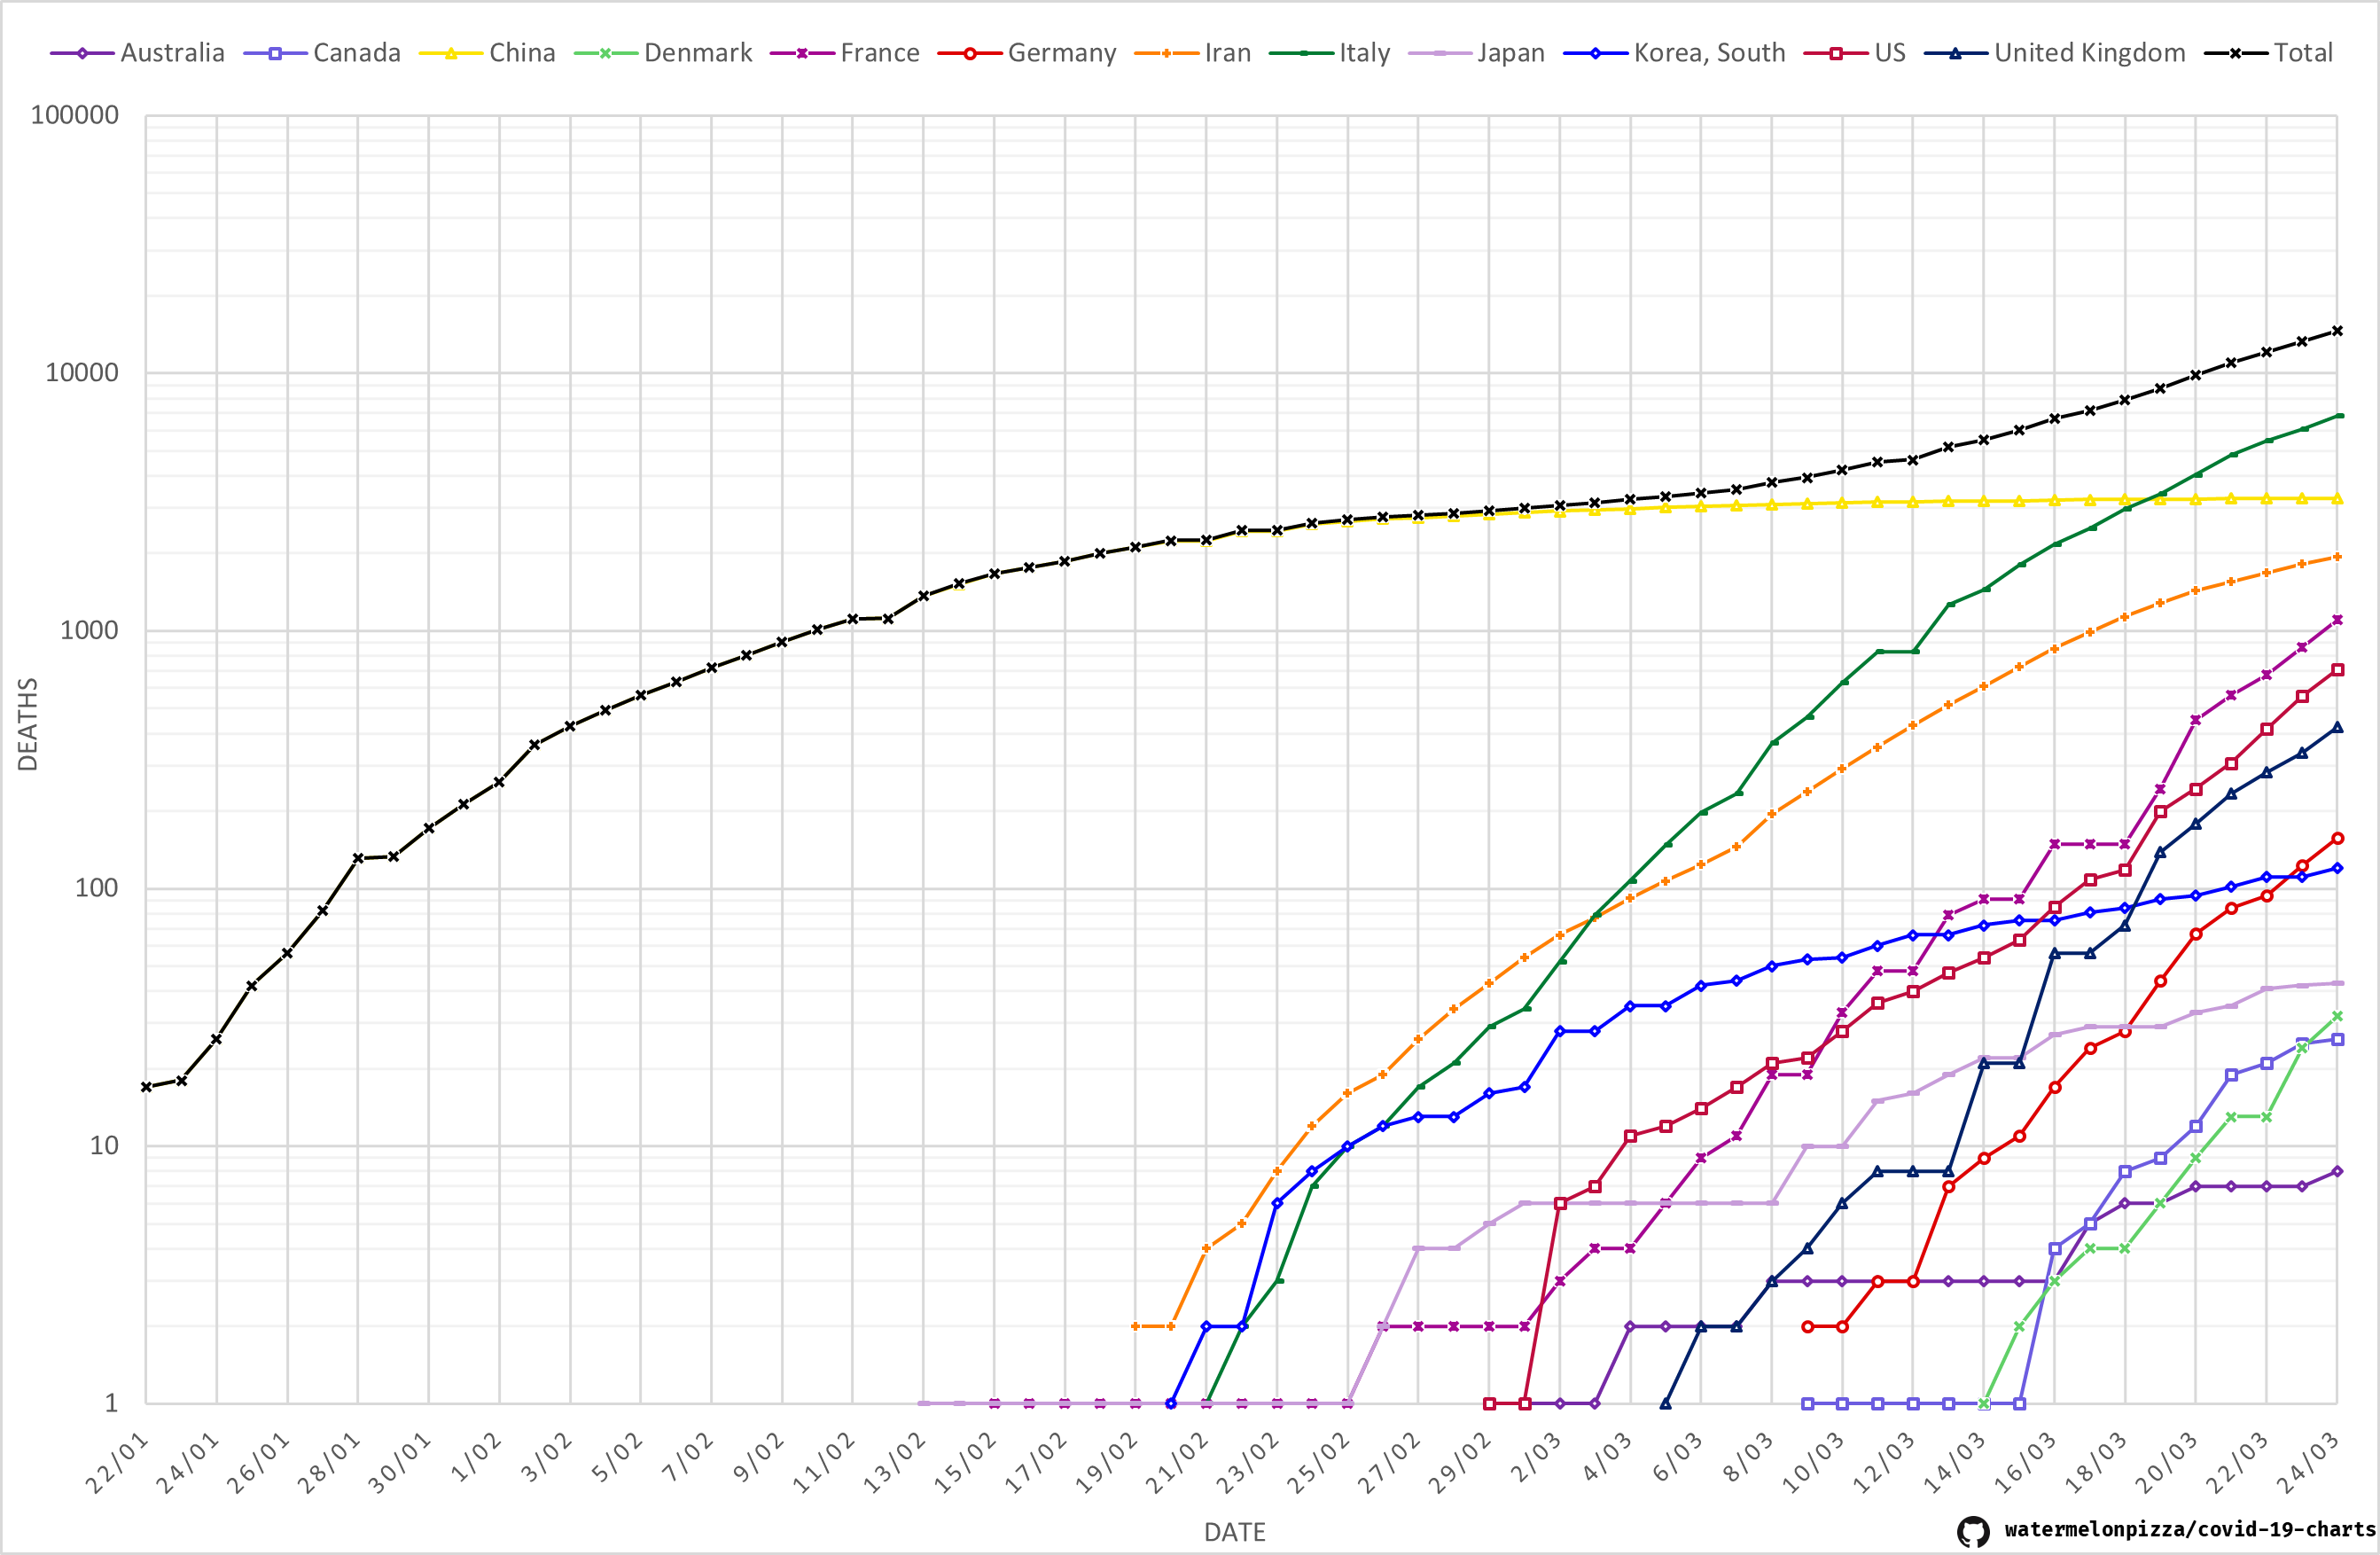 Australia Canada China Denmark France Germany Iran Italy Japan Korea, South US United Kingdom Total
100000
10000
1000
100
10
1
DEATHS
22/01 24/01 26/01 28/01 30/01 1/02 3/02 5/02 7/02 9/02 11/02 13/02 15/02 17/02 19/02 21/02 23/02 25/02 27/02 29/02 2/03 4/03 6/03 8/03 10/03 12/03 14/03 16/03 18/03 20/03 22/03 24/03
DATE
watermelonpizza/covid-19-charts